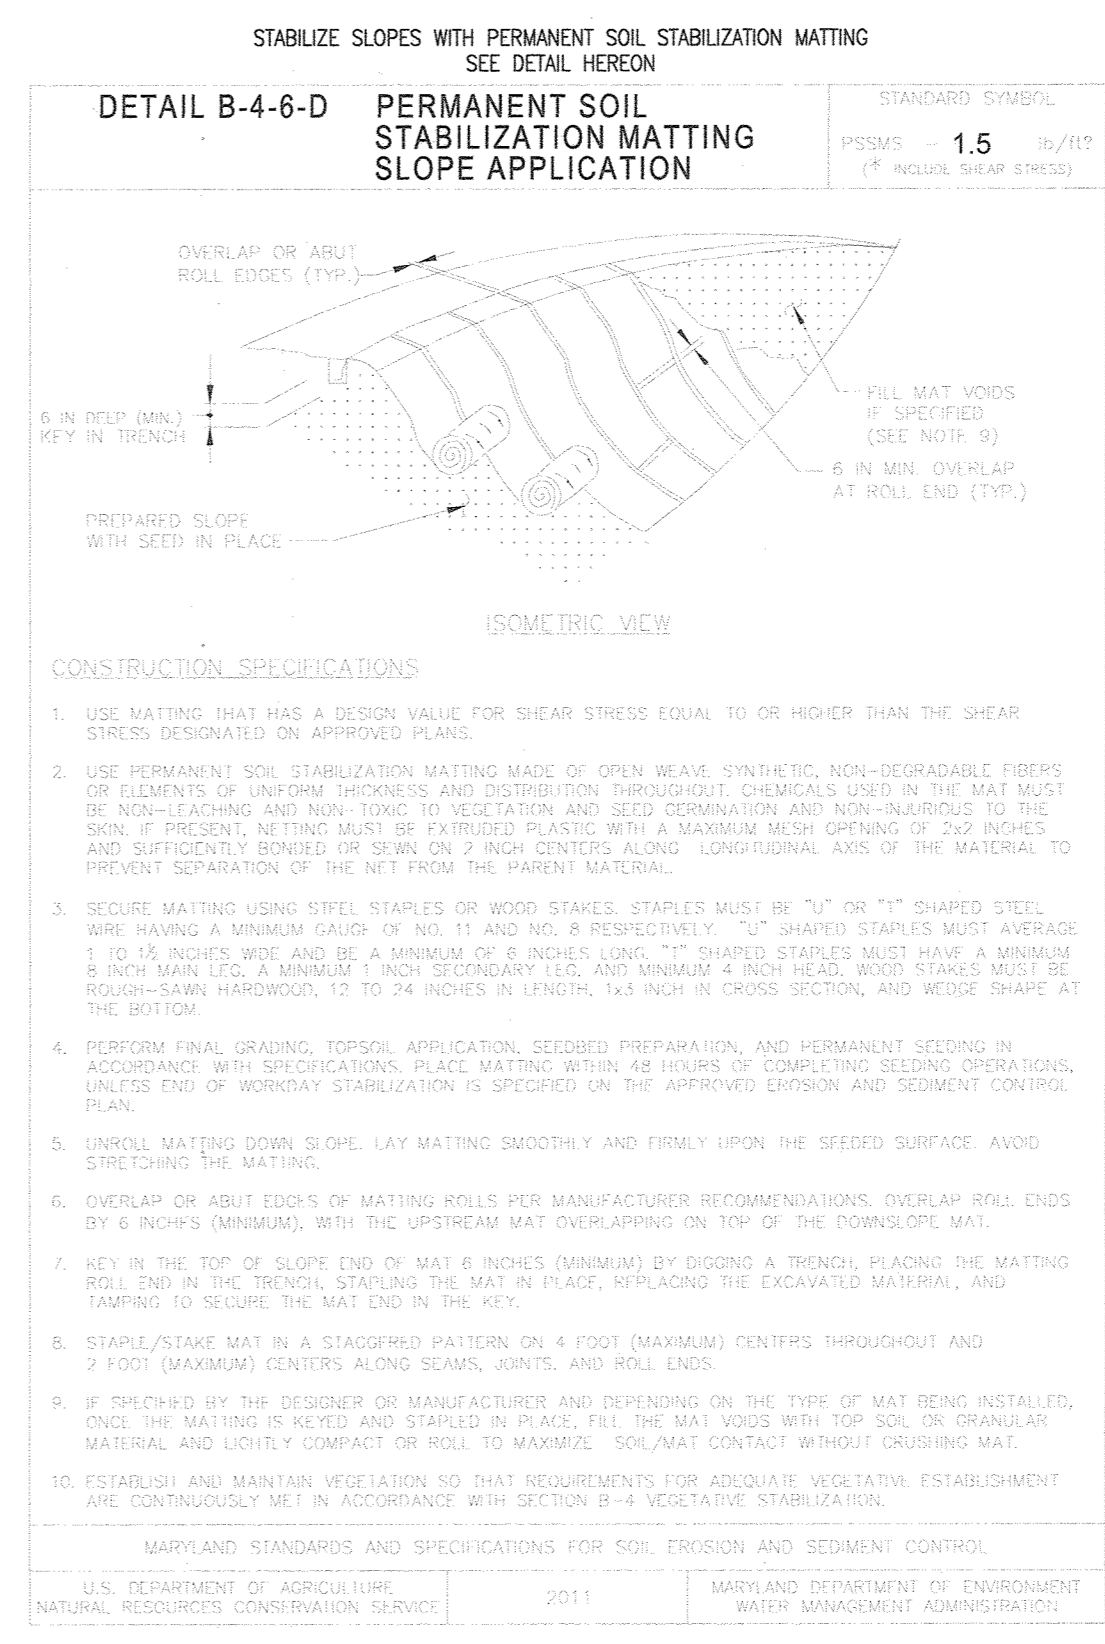 STABILIZE SLOPES WITH PERMANENT SOIL STABILIZATION MATTING
SEE DETAIL HEREON
DETAIL B-4-6-D PERMANENT SOIL
STABILIZATION MATTING
SLOPE APPLICATION
STANDARD SYMBOL
PSSMS - 1.5 lb/ft²
(* INCLUDE SHEAR STRESS)
OVERLAP OR ABUT
ROLL EDGES (TYP.)
6 IN DEEP (MIN.)
KEY IN TRENCH
FILL MAT VOIDS
IF SPECIFIED
(SEE NOTE 9)
6 IN MIN. OVERLAP
AT ROLL END (TYP.)
PREPARED SLOPE
WITH SEED IN PLACE
ISOMETRIC VIEW
CONSTRUCTION SPECIFICATIONS
1. USE MATTING THAT HAS A DESIGN VALUE FOR SHEAR STRESS EQUAL TO OR HIGHER THAN THE SHEAR
STRESS DESIGNATED ON APPROVED PLANS.
2. USE PERMANENT SOIL STABILIZATION MATTING MADE OF OPEN WEAVE SYNTHETIC, NON-DEGRADABLE FIBERS
OR ELEMENTS OF UNIFORM THICKNESS AND DISTRIBUTION THROUGHOUT. CHEMICALS USED IN THE MAT MUST
BE NON-LEACHING AND NON-TOXIC TO VEGETATION AND SEED GERMINATION AND NON-INJURIOUS TO THE
SKIN. IF PRESENT, NETTING MUST BE EXTRUDED PLASTIC WITH A MAXIMUM MESH OPENING OF 2x2 INCHES
AND SUFFICIENTLY BONDED OR SEWN ON 2 INCH CENTERS ALONG LONGITUDINAL AXIS OF THE MATERIAL TO
PREVENT SEPARATION OF THE NET FROM THE PARENT MATERIAL.
3. SECURE MATTING USING STEEL STAPLES OR WOOD STAKES. STAPLES MUST BE "U" OR "T" SHAPED STEEL
WIRE HAVING A MINIMUM GAUGE OF NO. 11 AND NO. 8 RESPECTIVELY. "U" SHAPED STAPLES MUST AVERAGE
1 TO 1½ INCHES WIDE AND BE A MINIMUM OF 6 INCHES LONG. "T" SHAPED STAPLES MUST HAVE A MINIMUM
8 INCH MAIN LEG, A MINIMUM 1 INCH SECONDARY LEG, AND MINIMUM 4 INCH HEAD. WOOD STAKES MUST BE
ROUGH-SAWN HARDWOOD, 12 TO 24 INCHES IN LENGTH, 1x3 INCH IN CROSS SECTION, AND WEDGE SHAPE AT
THE BOTTOM.
4. PERFORM FINAL GRADING, TOPSOIL APPLICATION, SEEDBED PREPARATION, AND PERMANENT SEEDING IN
ACCORDANCE WITH SPECIFICATIONS. PLACE MATTING WITHIN 48 HOURS OF COMPLETING SEEDING OPERATIONS,
UNLESS END OF WORKDAY STABILIZATION IS SPECIFIED ON THE APPROVED EROSION AND SEDIMENT CONTROL
PLAN.
5. UNROLL MATTING DOWN SLOPE. LAY MATTING SMOOTHLY AND FIRMLY UPON THE SEEDED SURFACE. AVOID
STRETCHING THE MATTING.
6. OVERLAP OR ABUT EDGES OF MATTING ROLLS PER MANUFACTURER RECOMMENDATIONS. OVERLAP ROLL ENDS
BY 6 INCHES (MINIMUM), WITH THE UPSTREAM MAT OVERLAPPING ON TOP OF THE DOWNSLOPE MAT.
7. KEY IN THE TOP OF SLOPE END OF MAT 6 INCHES (MINIMUM) BY DIGGING A TRENCH, PLACING THE MATTING
ROLL END IN THE TRENCH, STAPLING THE MAT IN PLACE, REPLACING THE EXCAVATED MATERIAL, AND
TAMPING TO SECURE THE MAT END IN THE KEY.
8. STAPLE/STAKE MAT IN A STAGGERED PATTERN ON 4 FOOT (MAXIMUM) CENTERS THROUGHOUT AND
2 FOOT (MAXIMUM) CENTERS ALONG SEAMS, JOINTS, AND ROLL ENDS.
9. IF SPECIFIED BY THE DESIGNER OR MANUFACTURER AND DEPENDING ON THE TYPE OF MAT BEING INSTALLED,
ONCE THE MATTING IS KEYED AND STAPLED IN PLACE, FILL THE MAT VOIDS WITH TOP SOIL OR GRANULAR
MATERIAL AND LIGHTLY COMPACT OR ROLL TO MAXIMIZE SOIL/MAT CONTACT WITHOUT CRUSHING MAT.
10. ESTABLISH AND MAINTAIN VEGETATION SO THAT REQUIREMENTS FOR ADEQUATE VEGETATIVE ESTABLISHMENT
ARE CONTINUOUSLY MET IN ACCORDANCE WITH SECTION B-4 VEGETATIVE STABILIZATION.
MARYLAND STANDARDS AND SPECIFICATIONS FOR SOIL EROSION AND SEDIMENT CONTROL
U.S. DEPARTMENT OF AGRICULTURE
NATURAL RESOURCES CONSERVATION SERVICE
2011
MARYLAND DEPARTMENT OF ENVIRONMENT
WATER MANAGEMENT ADMINISTRATION